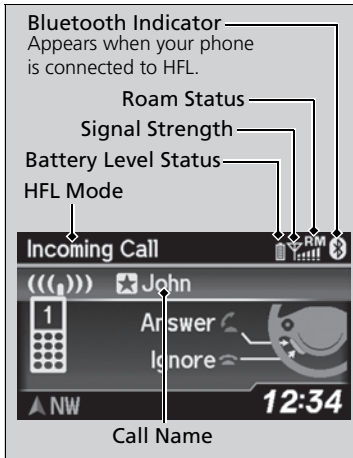 Bluetooth Indicator
Appears when your phone
is connected to HFL.
Roam Status
Signal Strength
Battery Level Status
HFL Mode
Incoming Call
RM
John
1
Answer
Ignore
NW
12:34
Call Name